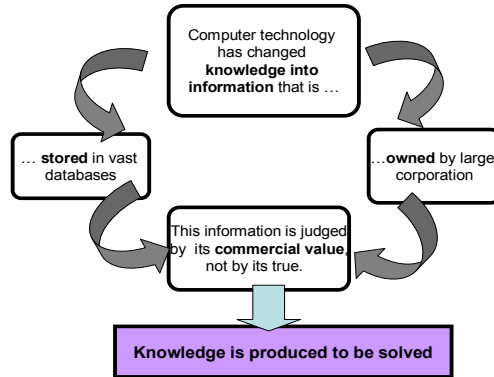 Computer technology
has changed
knowledge into
information that is …
… stored in vast
databases
…owned by large
corporation
This information is judged
by its commercial value,
not by its true.
Knowledge is produced to be solved